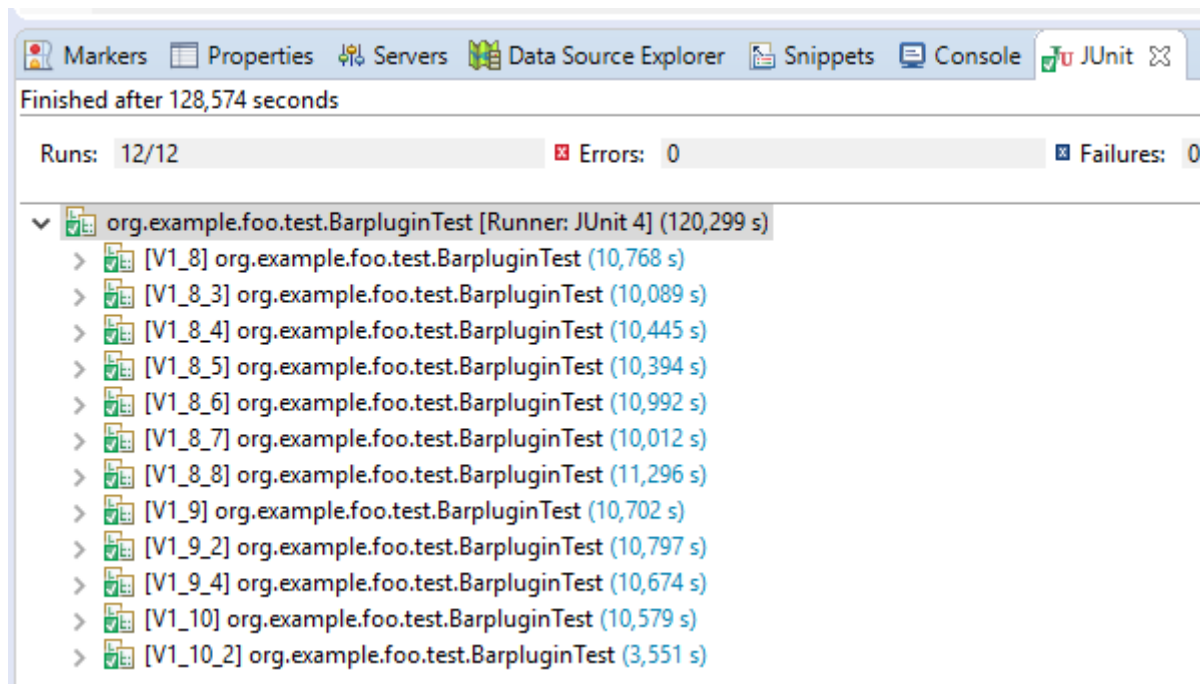 Markers Properties Servers Data Source Explorer Snippets Console JUnit
Finished after 128,574 seconds
Runs: 12/12 Errors: 0 Failures: 0
org.example.foo.test.BarpluginTest [Runner: JUnit 4] (120,299 s)
[V1_8] org.example.foo.test.BarpluginTest (10,768 s)
[V1_8_3] org.example.foo.test.BarpluginTest (10,089 s)
[V1_8_4] org.example.foo.test.BarpluginTest (10,445 s)
[V1_8_5] org.example.foo.test.BarpluginTest (10,394 s)
[V1_8_6] org.example.foo.test.BarpluginTest (10,992 s)
[V1_8_7] org.example.foo.test.BarpluginTest (10,012 s)
[V1_8_8] org.example.foo.test.BarpluginTest (11,296 s)
[V1_9] org.example.foo.test.BarpluginTest (10,702 s)
[V1_9_2] org.example.foo.test.BarpluginTest (10,797 s)
[V1_9_4] org.example.foo.test.BarpluginTest (10,674 s)
[V1_10] org.example.foo.test.BarpluginTest (10,579 s)
[V1_10_2] org.example.foo.test.BarpluginTest (3,551 s)